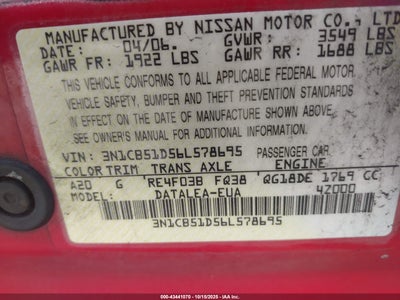 MANUFACTURED BY NISSAN MOTOR CO., LTD
DATE: 04/06. GVWR: 3549 LBS
GAWR FR: 1922 LBS GAWR RR: 1688 LBS
THIS VEHICLE CONFORMS TO ALL APPLICABLE FEDERAL MOTOR
VEHICLE SAFETY, BUMPER AND THEFT PREVENTION STANDARDS
IN EFFECT ON THE DATE OF MANUFACTURE SHOWN ABOVE.
SEE OWNER'S MANUAL FOR ADDITIONAL INFORMATION.
VIN: 3N1CB51D56L578695 PASSENGER CAR
COLOR TRIM TRANS AXLE ENGINE
A20 G RE4F03B FQ38 QG18DE 1769 CC
MODEL: DATALEA-EUA 4Z000
3N1CB51D56L578695
000-43441070 - 10/15/2025 - IAAI.COM